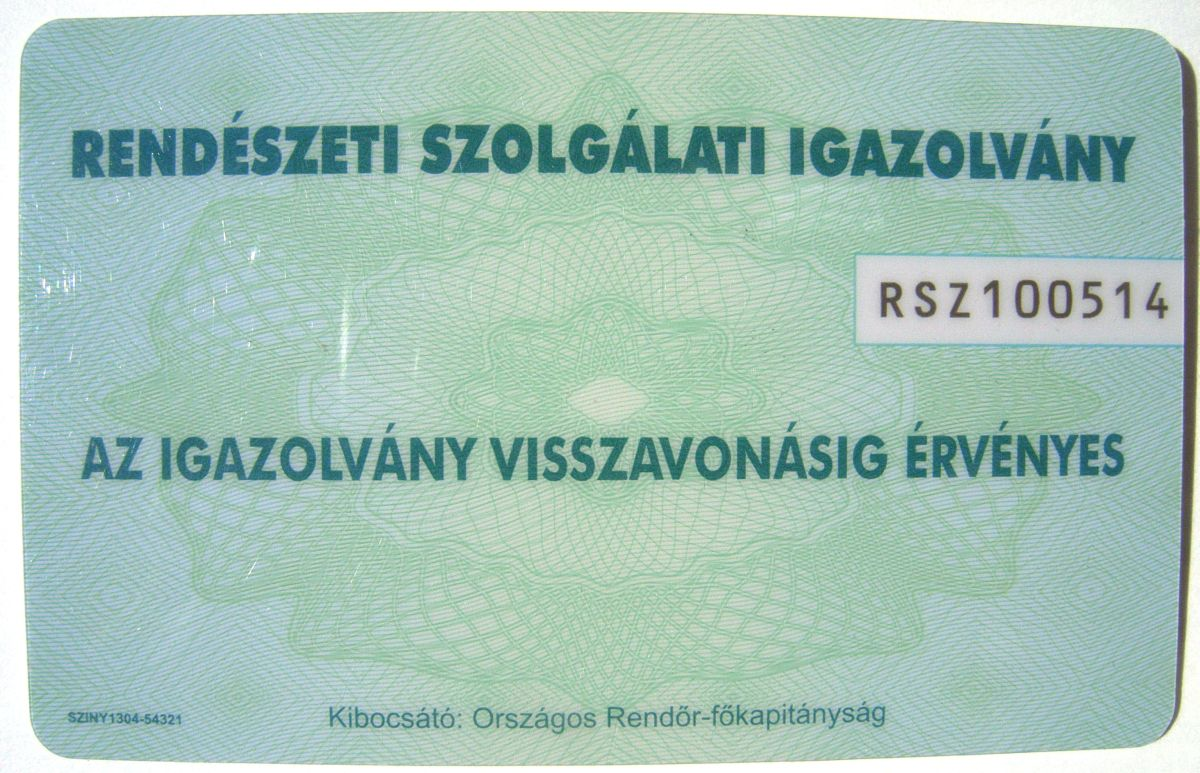 RENDÉSZETI SZOLGÁLATI IGAZOLVÁNY
RSZ100514
AZ IGAZOLVÁNY VISSZAVONÁSIG ÉRVÉNYES
SZINY1304-54321
Kibocsátó: Országos Rendőr-főkapitányság